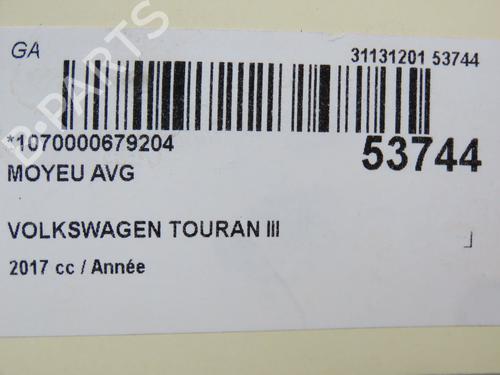 GA
31131201 53744
*1070000679204
53744
MOYEU AVG
VOLKSWAGEN TOURAN III
2017 cc / Année
B-PARTS